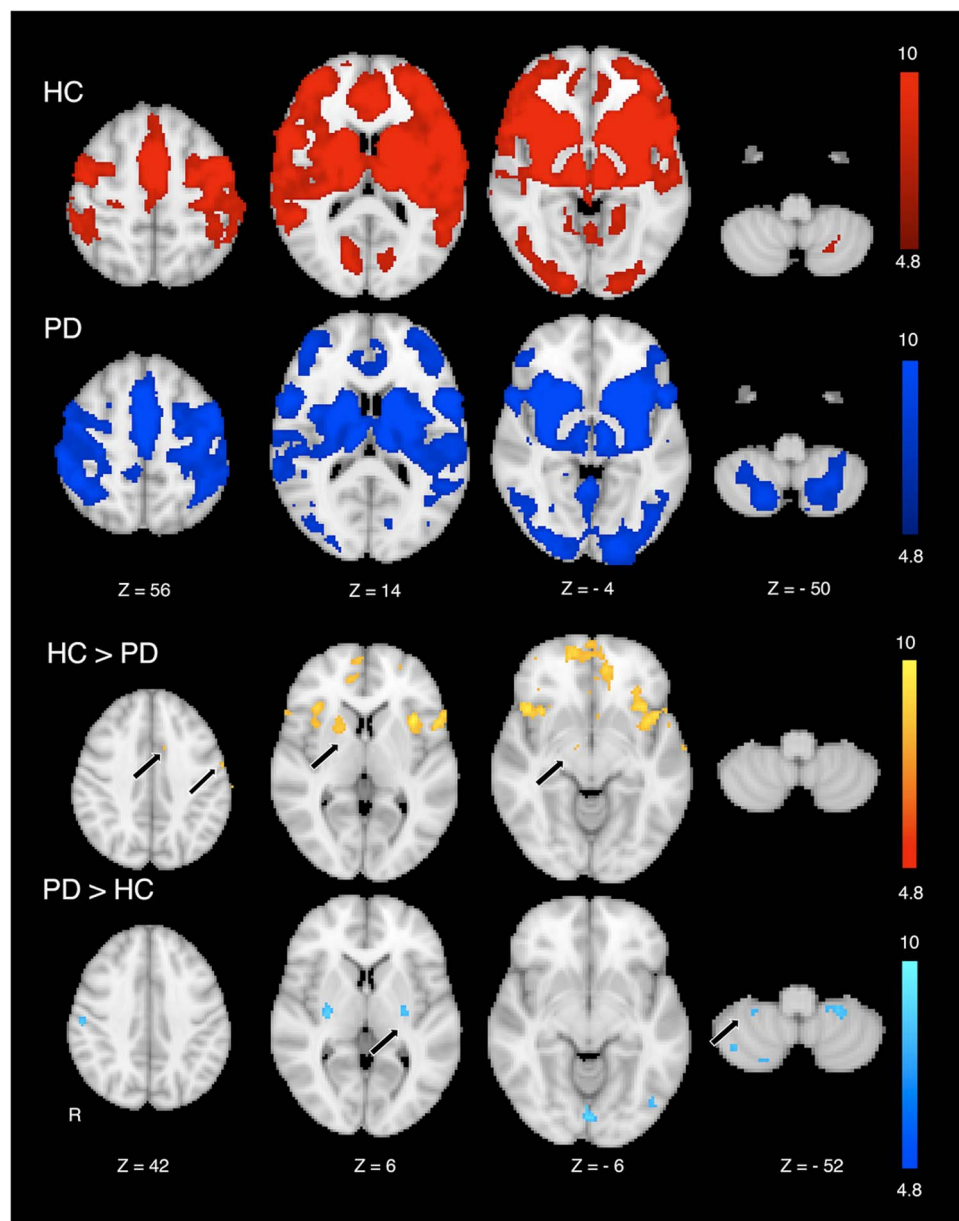 HC
10
4.8
PD
10
4.8
Z = 56
Z = 14
Z = - 4
Z = - 50
HC > PD
10
4.8
PD > HC
10
4.8
R
Z = 42
Z = 6
Z = - 6
Z = - 52